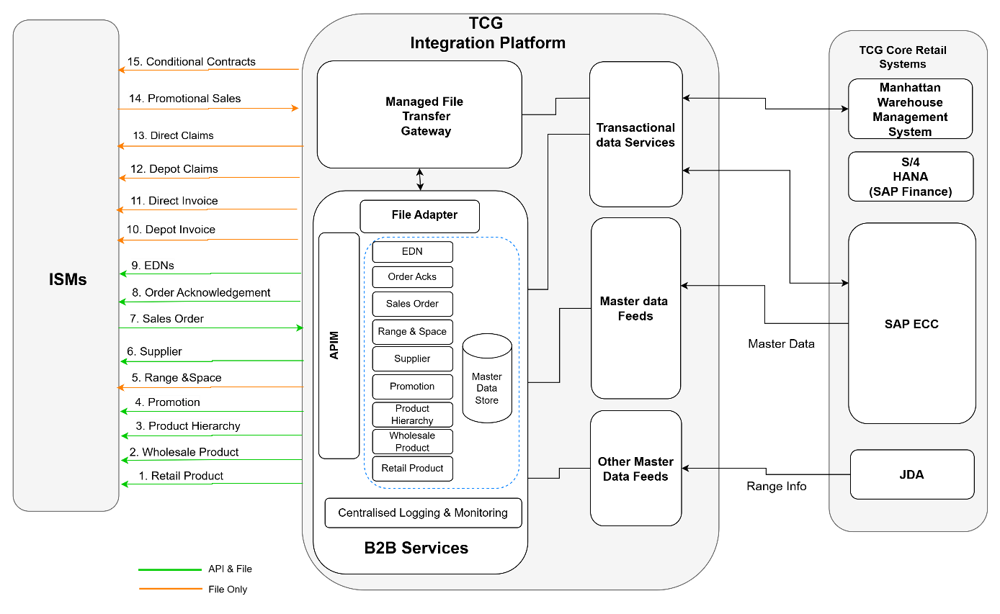 TCG
Integration Platform
TCG Core Retail
Systems
15. Conditional Contracts
14. Promotional Sales
13. Direct Claims
12. Depot Claims
11. Direct Invoice
10. Depot Invoice
9. EDNs
8. Order Acknowledgement
7. Sales Order
6. Supplier
5. Range &Space
4. Promotion
3. Product Hierarchy
2. Wholesale Product
1. Retail Product
ISMs
Managed File
Transfer
Gateway
File Adapter
APIM
EDN
Order Acks
Sales Order
Range & Space
Supplier
Promotion
Product
Hierarchy
Wholesale
Product
Retail Product
Master
Data
Store
Centralised Logging & Monitoring
B2B Services
Transactional
data Services
Master data
Feeds
Other Master
Data Feeds
Master Data
Range Info
Manhattan
Warehouse
Management
System
S/4
HANA
(SAP Finance)
SAP ECC
JDA
API & File
File Only